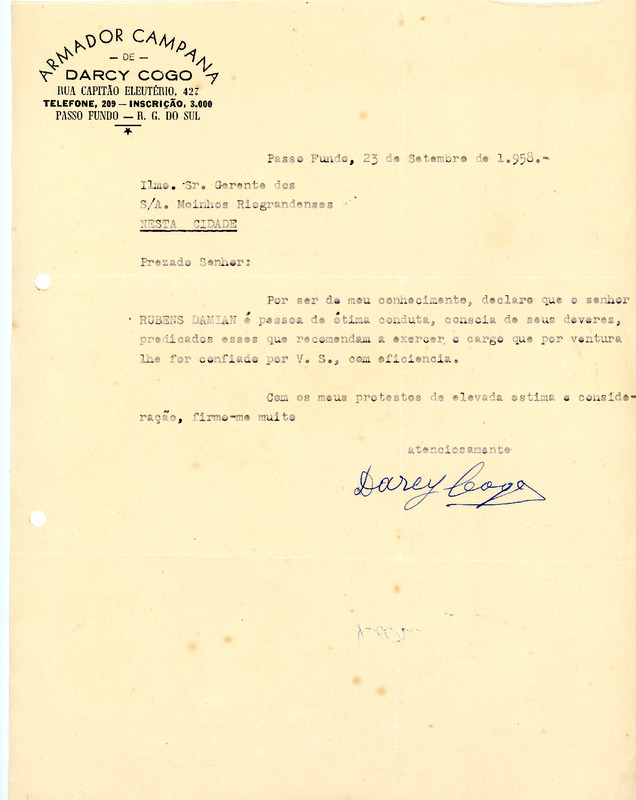 ARMADOR CAMPANA
— DE —
DARCY COGO
RUA CAPITÃO ELEUTÉRIO, 427
TELEFONE, 209 — INSCRIÇÃO, 3.000
PASSO FUNDO — R. G. DO SUL
Passo Fundo, 23 de Setembro de 1.958.-
Ilmo. Sr. Gerente dos
S/A. Moinhos Riograndenses
NESTA CIDADE
Prezado Senhor:
Por ser de meu conhecimento, declaro que o senhor
RUBENS DAMIAN é pessoa de ótima conduta, conscia de seus deveres,
predicados esses que recomendam a exercer o cargo que por ventura
lhe for confiado por V. S., com eficiencia.
Com os meus protestos de elevada estima e conside-
ração, firmo-me muito
atenciosamente
Darcy Cogo